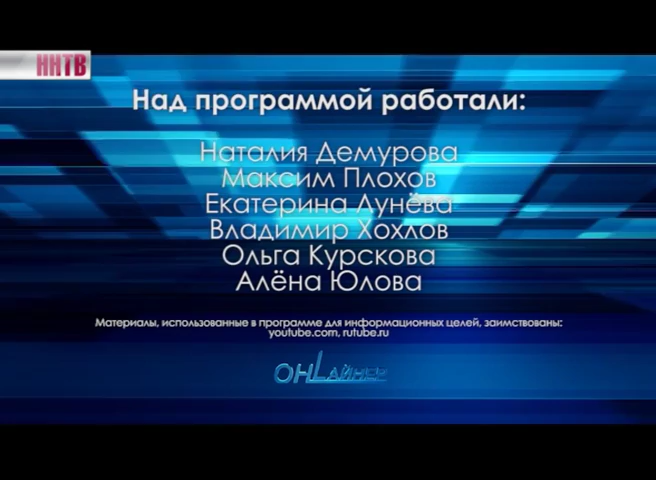 ННТВ
Над программой работали:
Наталия Демурова
Максим Плохов
Екатерина Лунёва
Владимир Хохлов
Ольга Курскова
Алёна Юлова
Материалы, использованные в программе для информационных целей, заимствованы:
youtube.com, rutube.ru
ОНLАЙНЕР